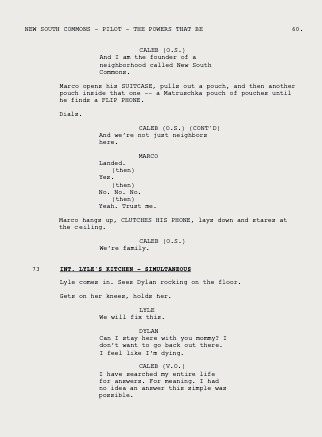 NEW SOUTH COMMONS - PILOT - THE POWERS THAT BE 60.
CALEB (O.S.)
And I am the founder of a
neighborhood called New South
Commons.
Marco opens his SUITCASE, pulls out a pouch, and then another
pouch inside that one -- a Matruschka pouch of pouches until
he finds a FLIP PHONE.
Dials.
CALEB (O.S.) (CONT'D)
And we're not just neighbors
here.
MARCO
Landed.
(then)
Yes.
(then)
No. No. No.
(then)
Yeah. Trust me.
Marco hangs up, CLUTCHES HIS PHONE, lays down and stares at
the ceiling.
CALEB (O.S.)
We're family.
73 INT. LYLE'S KITCHEN - SIMULTANEOUS
Lyle comes in. Sees Dylan rocking on the floor.
Gets on her knees, holds her.
LYLE
We will fix this.
DYLAN
Can I stay here with you mommy? I
don't want to go back out there.
I feel like I'm dying.
CALEB (V.O.)
I have searched my entire life
for answers. For meaning. I had
no idea an answer this simple was
possible.